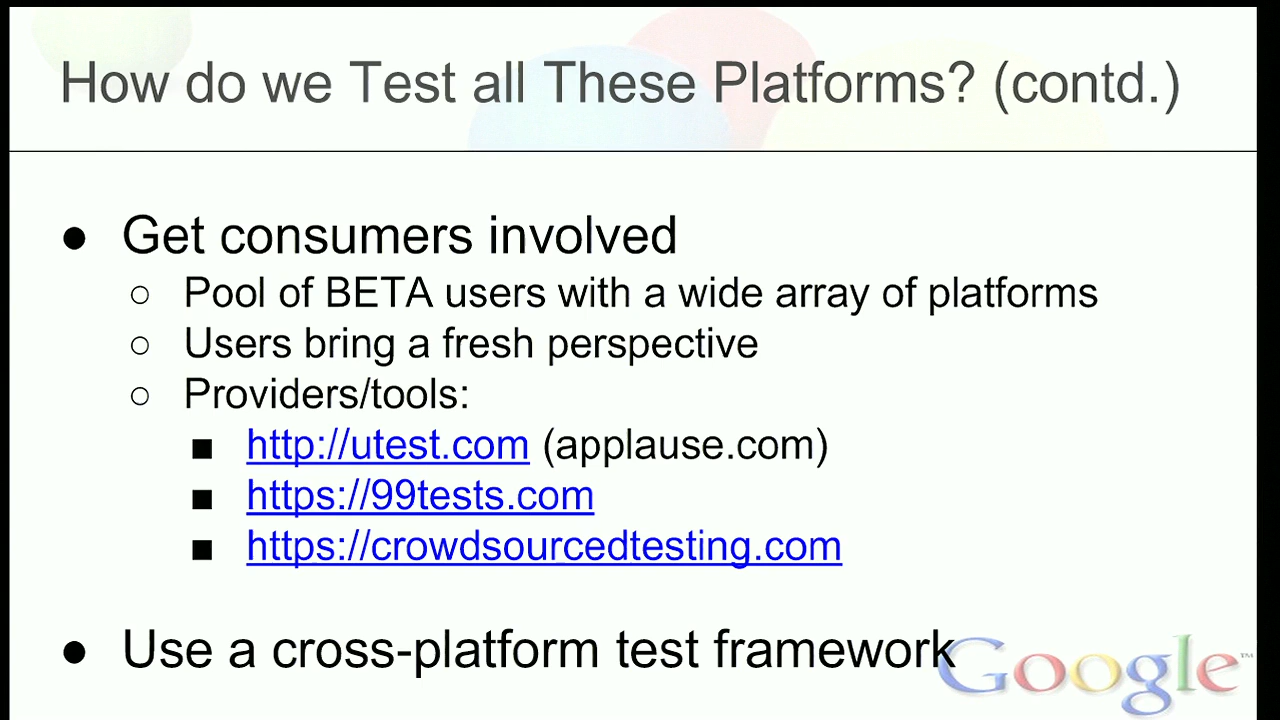 How do we Test all These Platforms? (contd.)
● Get consumers involved
○ Pool of BETA users with a wide array of platforms
○ Users bring a fresh perspective
○ Providers/tools:
■ http://utest.com (applause.com)
■ https://99tests.com
■ https://crowdsourcedtesting.com
● Use a cross-platform test framework
Google™